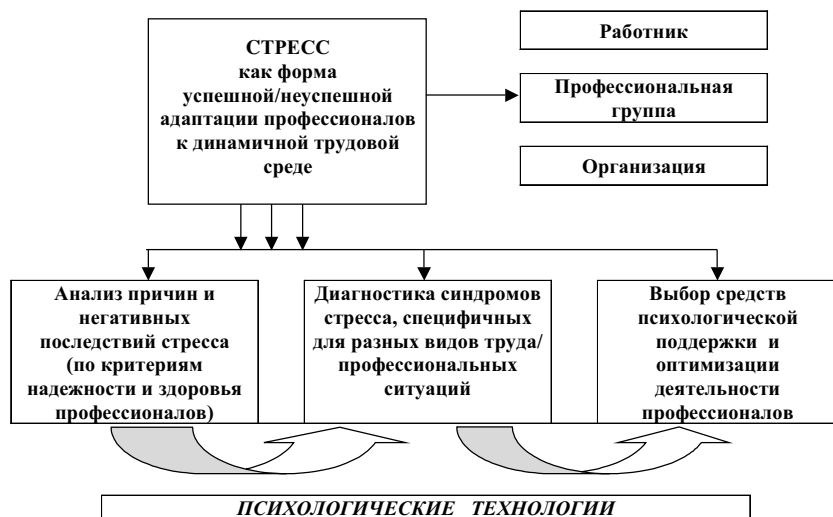 СТРЕСС
как форма
успешной/неуспешной
адаптации профессионалов
к динамичной трудовой
среде
Работник
Профессиональная
группа
Организация
Анализ причин и
негативных
последствий стресса
(по критериям
надежности и здоровья
профессионалов)
Диагностика синдромов
стресса, специфичных
для разных видов труда/
профессиональных
ситуаций
Выбор средств
психологической
поддержки и
оптимизации
деятельности
профессионалов
ПСИХОЛОГИЧЕСКИЕ ТЕХНОЛОГИИ